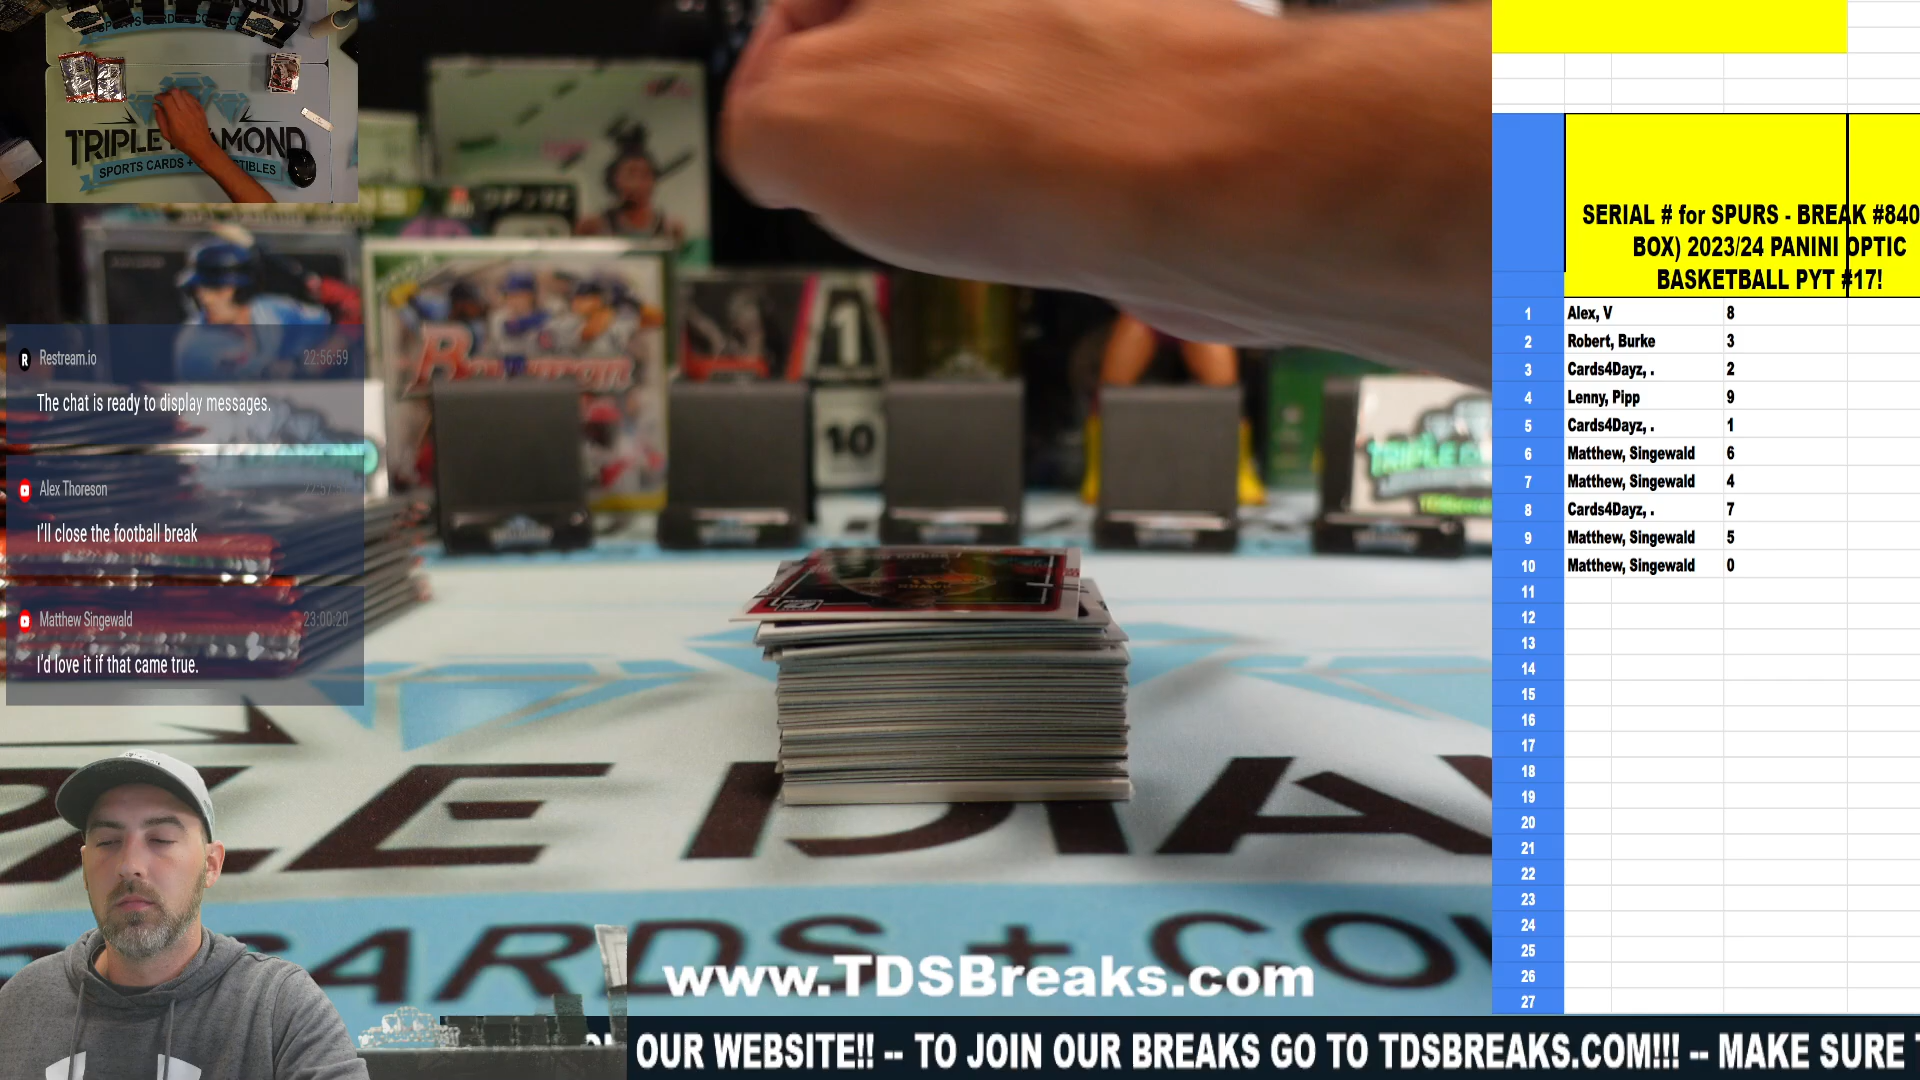 TRIPLE DIAMOND
SPORTS CARDS + COLLECTIBLES
Restream.io 22:56:59
The chat is ready to display messages.
Alex Thoreson
I'll close the football break
Matthew Singewald 23:00:20
I'd love it if that came true.
Bowman
1
10
CARDS + CO
www.TDSBreaks.com
OUR WEBSITE!! -- TO JOIN OUR BREAKS GO TO TDSBREAKS.COM!!! -- MAKE SURE
SERIAL # for SPURS - BREAK #840
BOX) 2023/24 PANINI OPTIC
BASKETBALL PYT #17!
1 Alex, V 8
2 Robert, Burke 3
3 Cards4Dayz, . 2
4 Lenny, Pipp 9
5 Cards4Dayz, . 1
6 Matthew, Singewald 6
7 Matthew, Singewald 4
8 Cards4Dayz, . 7
9 Matthew, Singewald 5
10 Matthew, Singewald 0
11
12
13
14
15
16
17
18
19
20
21
22
23
24
25
26
27